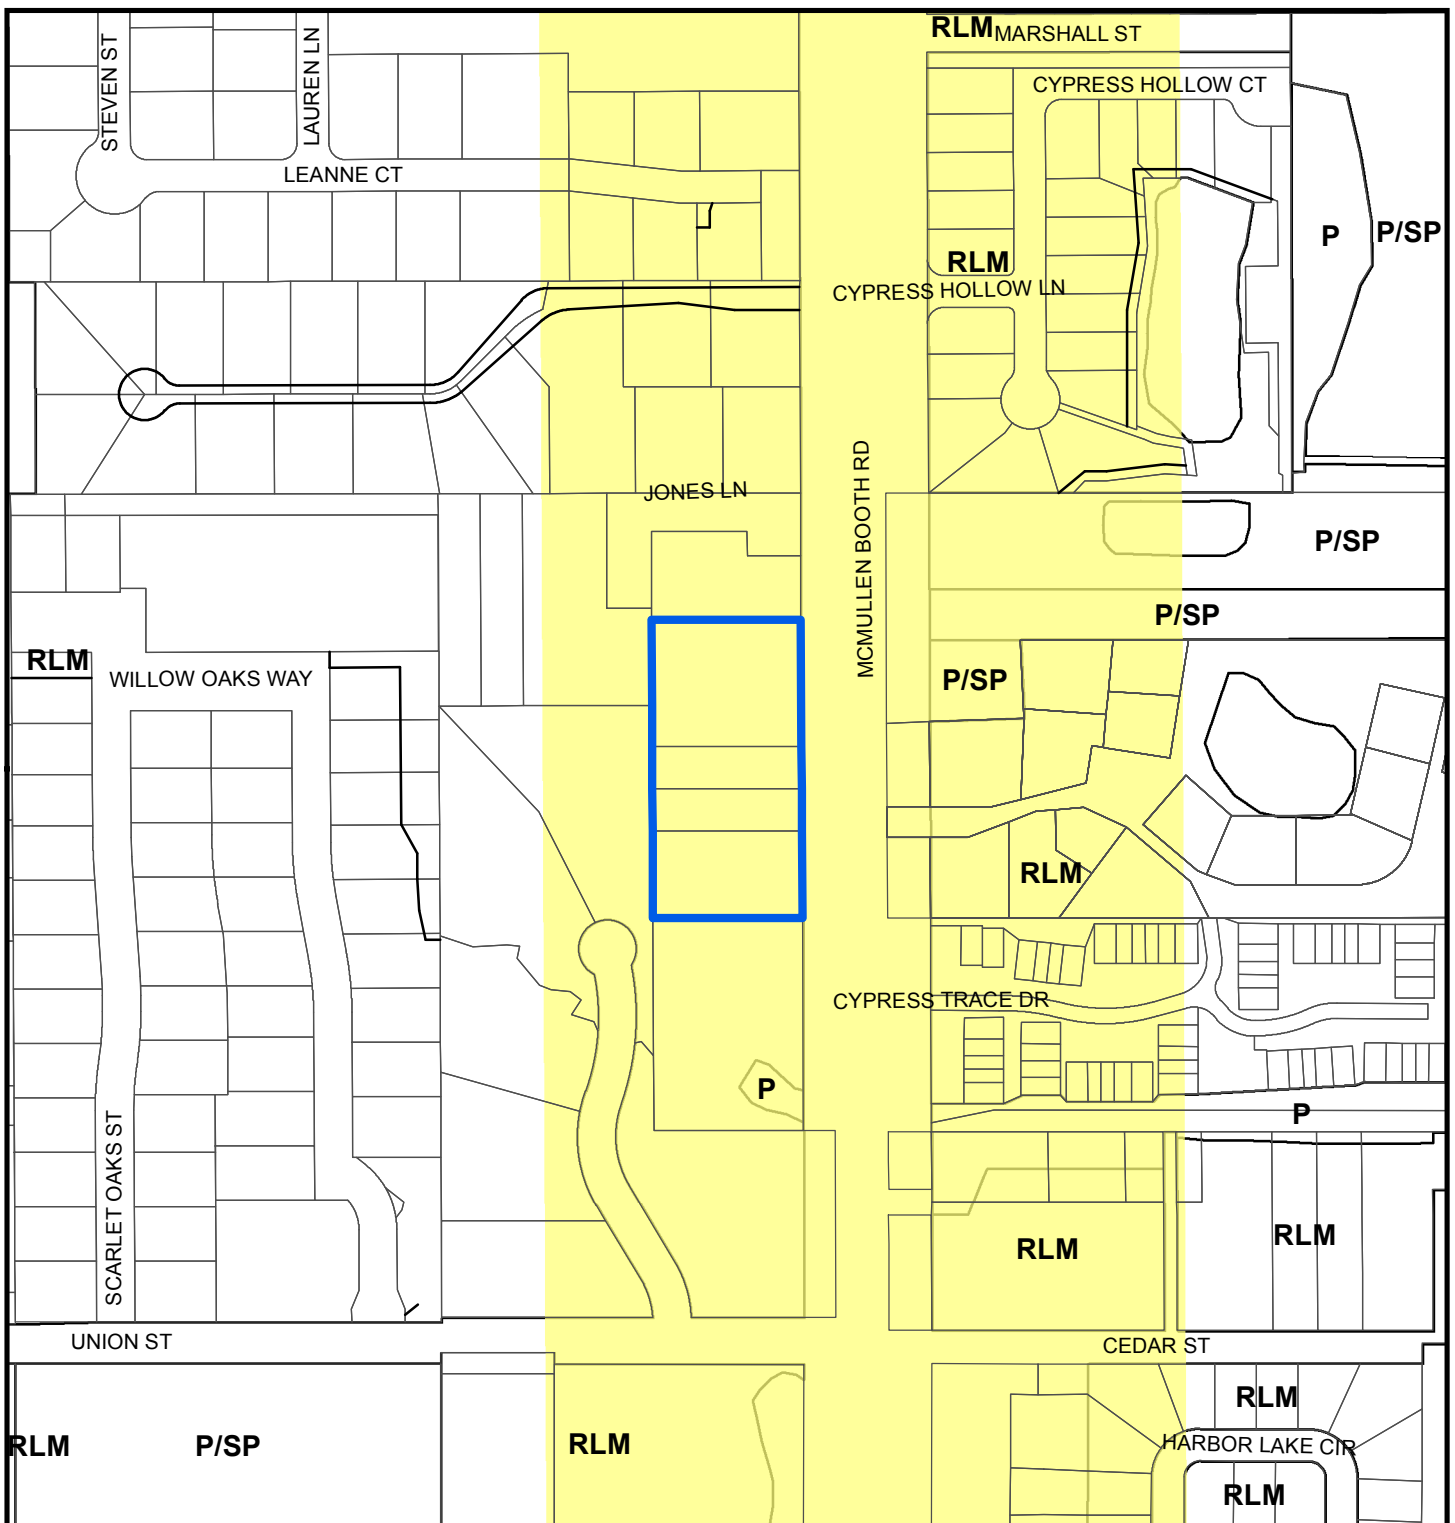 RLM
MARSHALL ST
STEVEN ST
LAUREN LN
CYPRESS HOLLOW CT
LEANNE CT
P
P/SP
RLM
CYPRESS HOLLOW LN
JONES LN
MCMULLEN BOOTH RD
P/SP
P/SP
RLM
WILLOW OAKS WAY
P/SP
RLM
CYPRESS TRACE DR
P
P
SCARLET OAKS ST
RLM
RLM
UNION ST
CEDAR ST
RLM
RLM
P/SP
RLM
HARBOR LAKE CIR
RLM